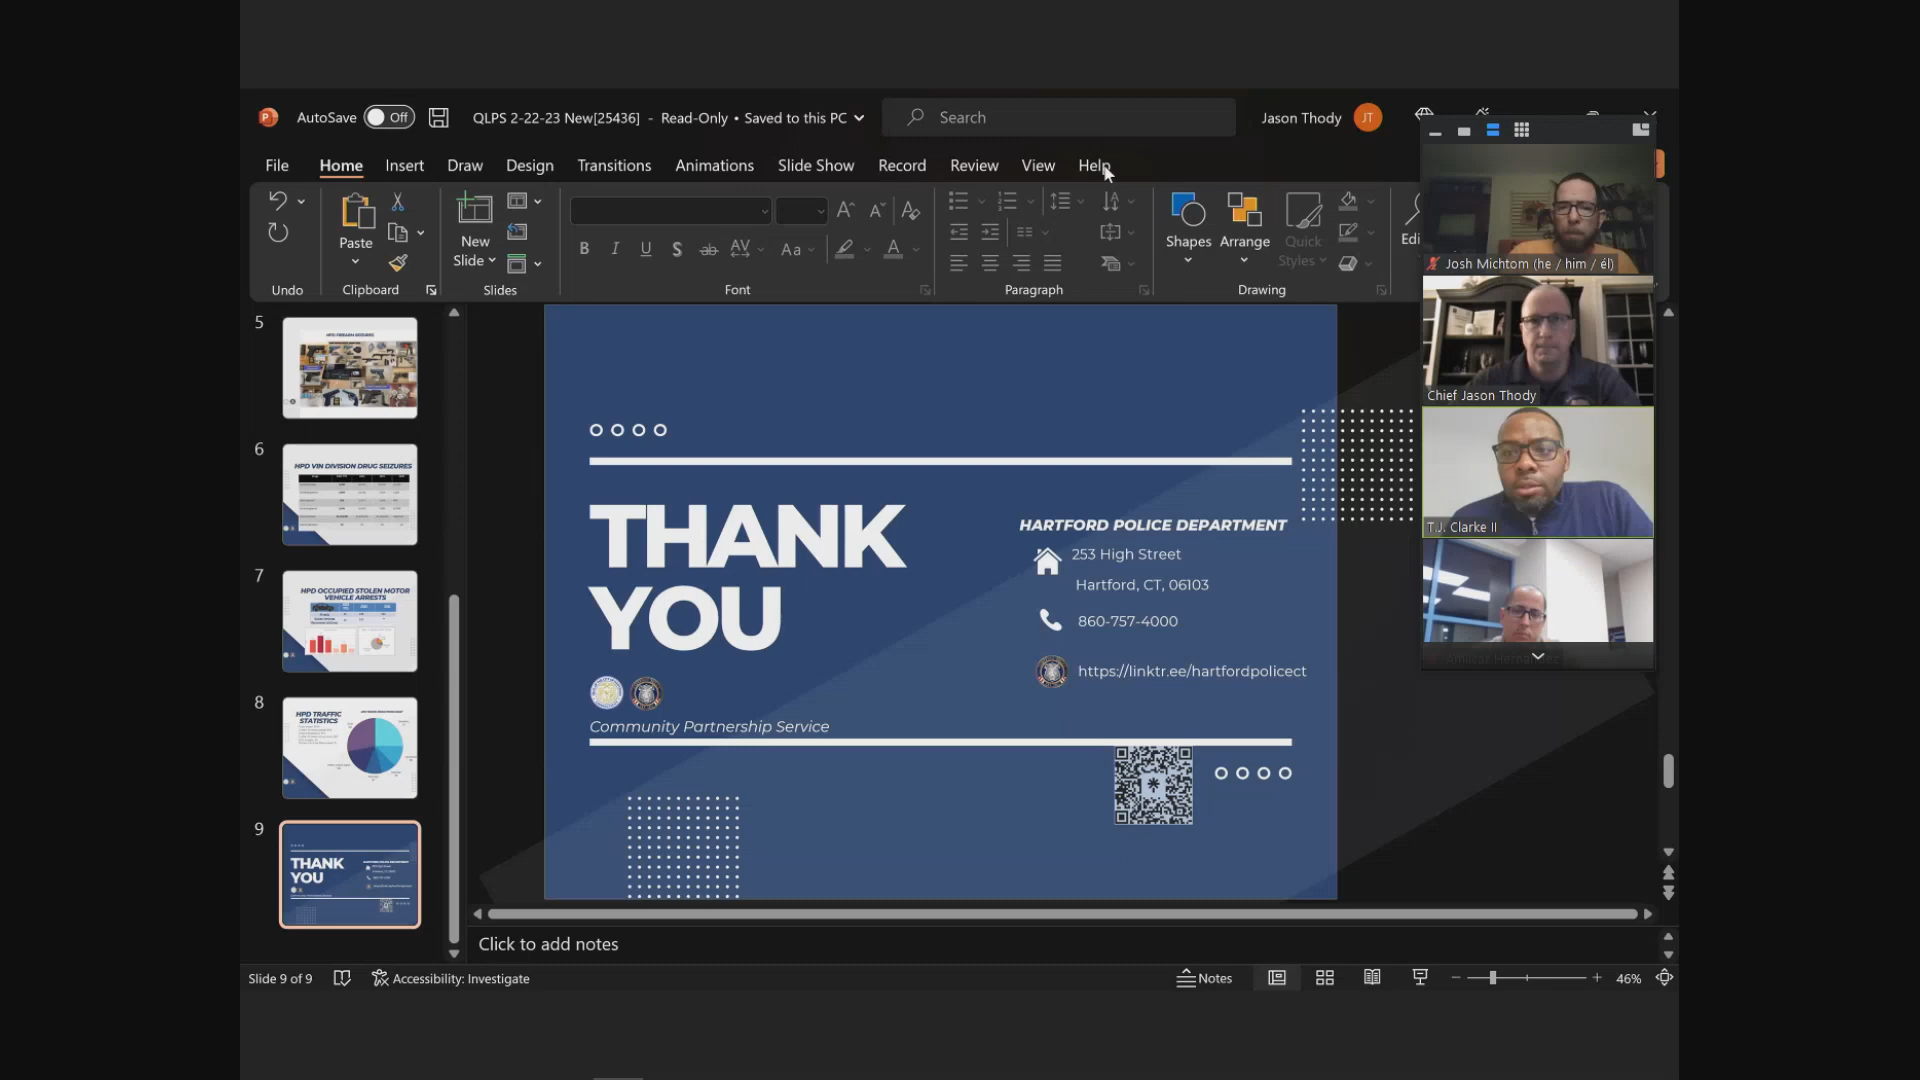 AutoSave Off QLPS 2-22-23 New[25436] - Read-Only • Saved to this PC Search Jason Thody JT
File Home Insert Draw Design Transitions Animations Slide Show Record Review View Help
Paste
New
Slide
Shapes Arrange Quick
Styles
Edi
Undo Clipboard Slides Font Paragraph Drawing
Josh Michtom (he / him / él)
Chief Jason Thody
T.J. Clarke II
5
HPD FIREARM SEIZURES
6
HPD VIN DIVISION DRUG SEIZURES
7
HPD OCCUPIED STOLEN MOTOR
VEHICLE ARRESTS
8
HPD TRAFFIC
STATISTICS
9
THANK
YOU
THANK
YOU
Community Partnership Service
HARTFORD POLICE DEPARTMENT
253 High Street
Hartford, CT, 06103
860-757-4000
https://linktr.ee/hartfordpolicect
Click to add notes
Slide 9 of 9 Accessibility: Investigate Notes 46%